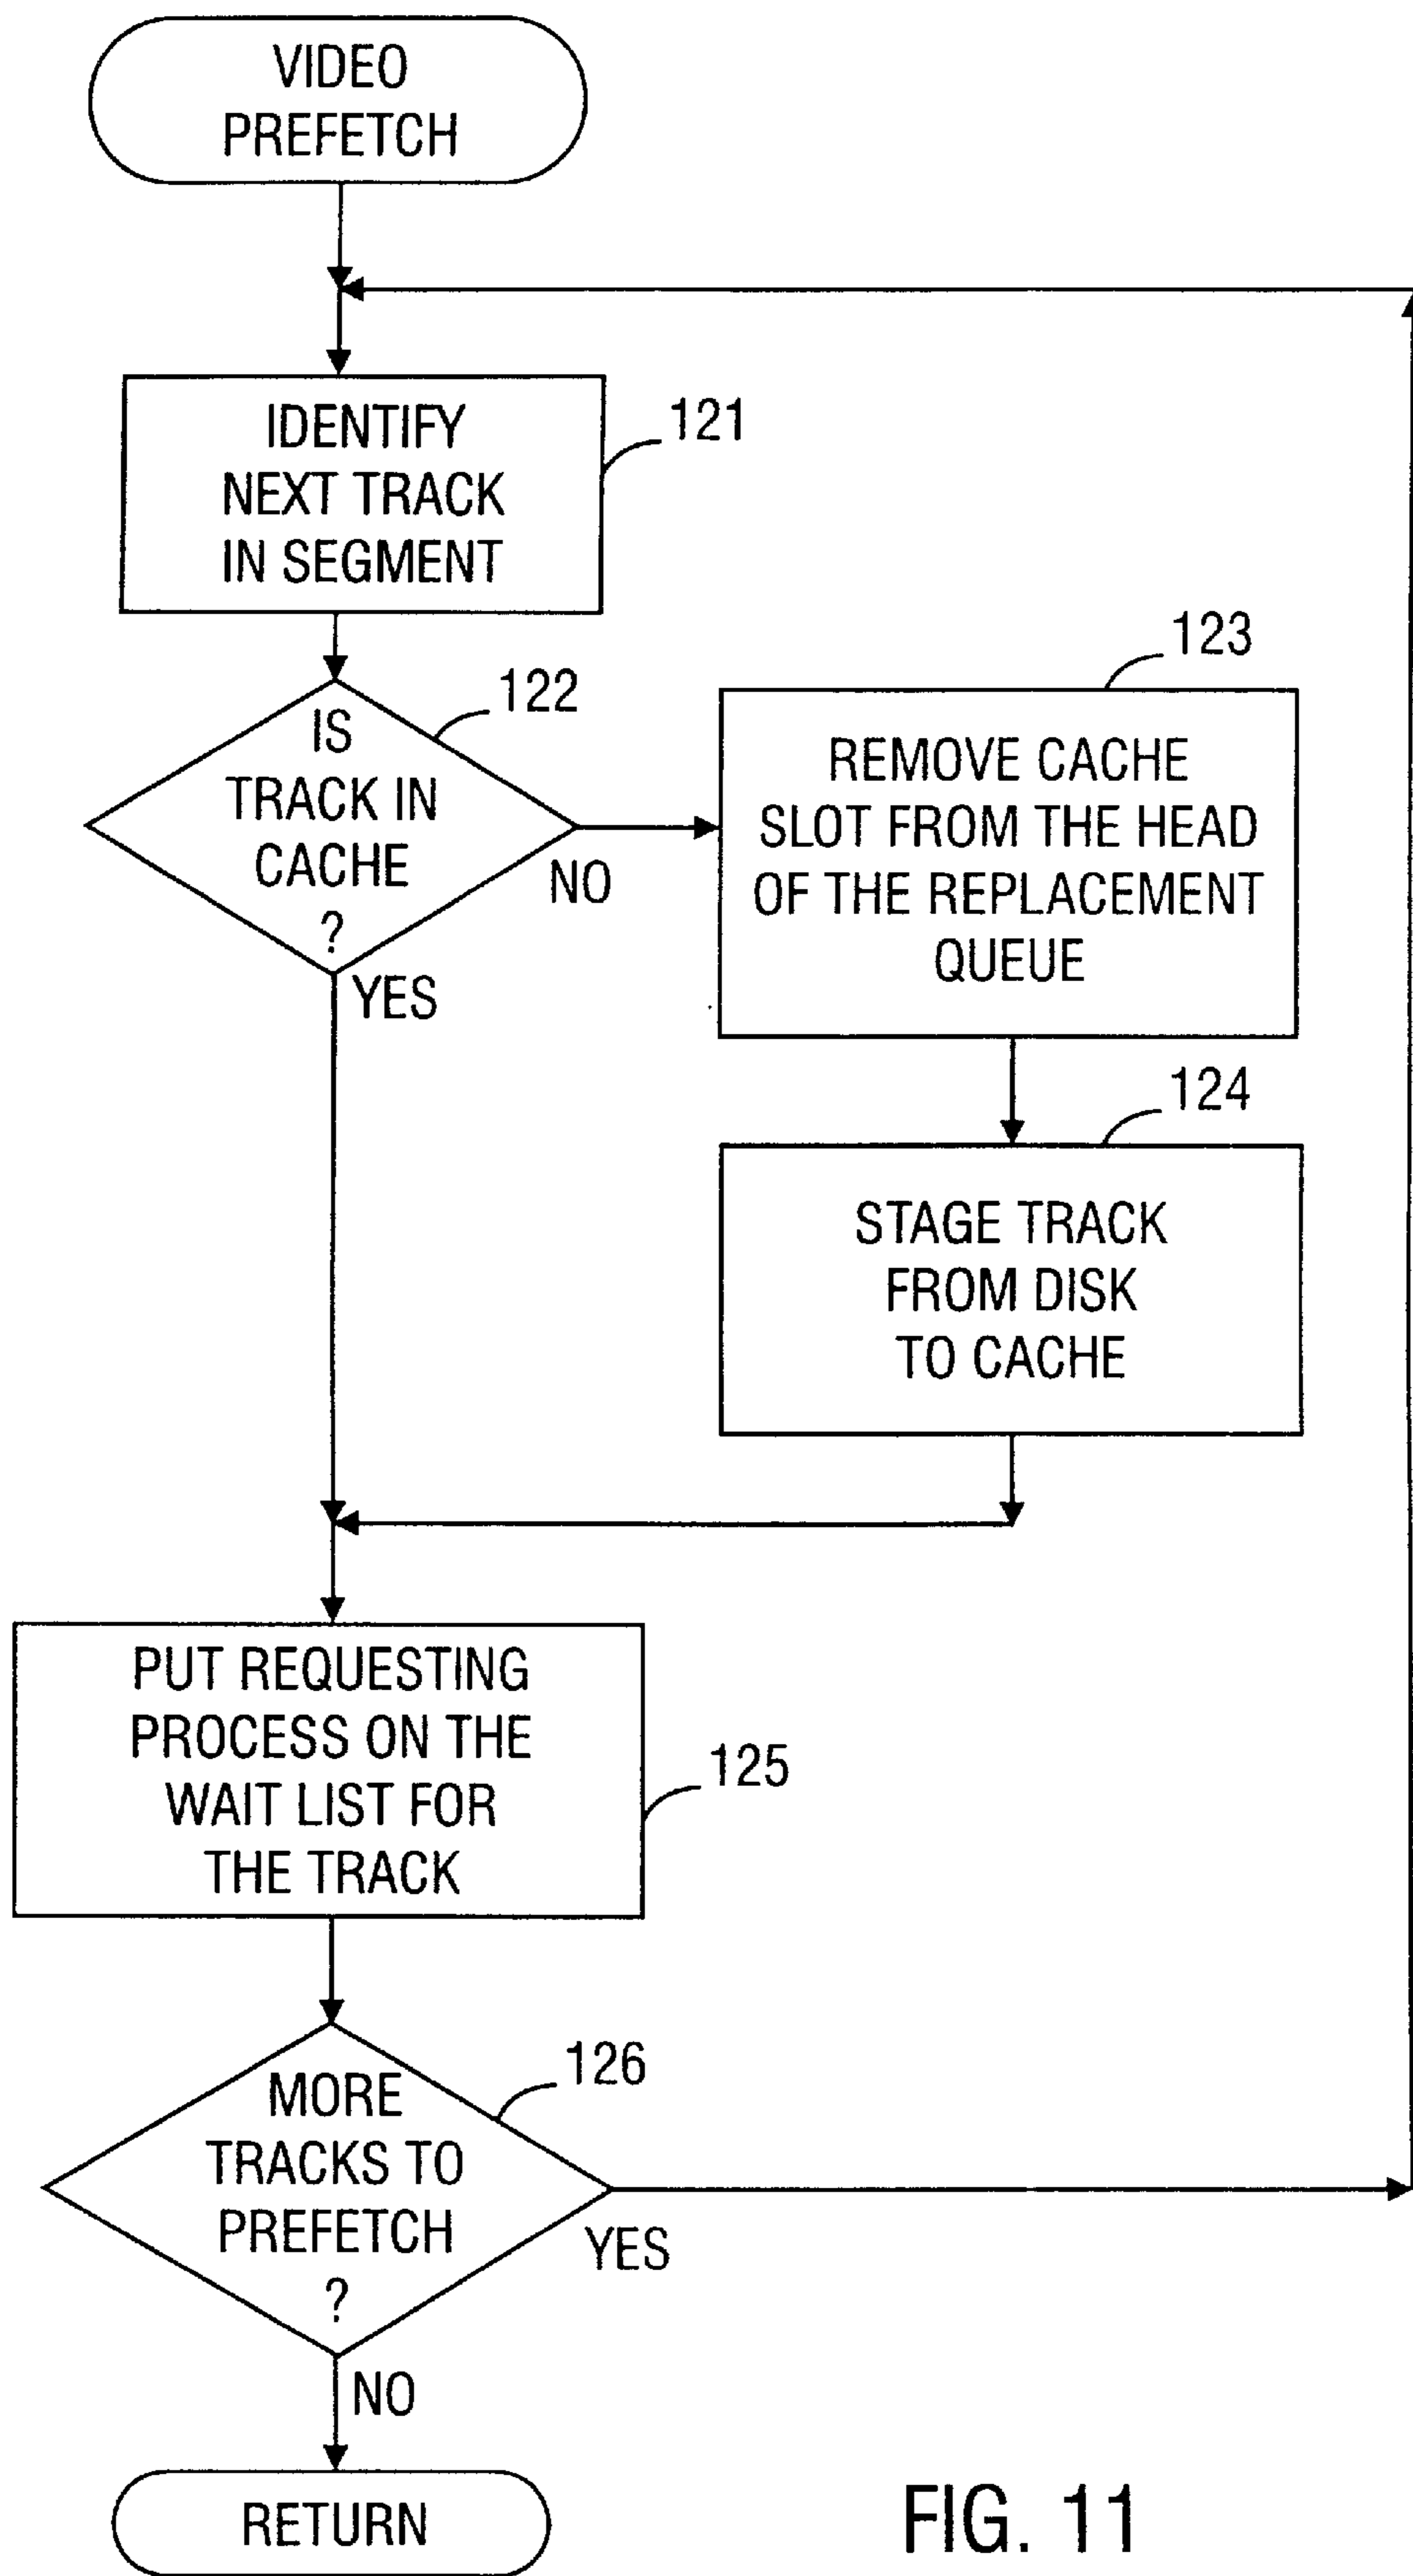 VIDEO
PREFETCH
IDENTIFY
NEXT TRACK
IN SEGMENT
121
IS
TRACK IN
CACHE
?
122
NO
YES
123
REMOVE CACHE
SLOT FROM THE HEAD
OF THE REPLACEMENT
QUEUE
124
STAGE TRACK
FROM DISK
TO CACHE
PUT REQUESTING
PROCESS ON THE
WAIT LIST FOR
THE TRACK
125
MORE
TRACKS TO
PREFETCH
?
126
YES
NO
RETURN
FIG. 11